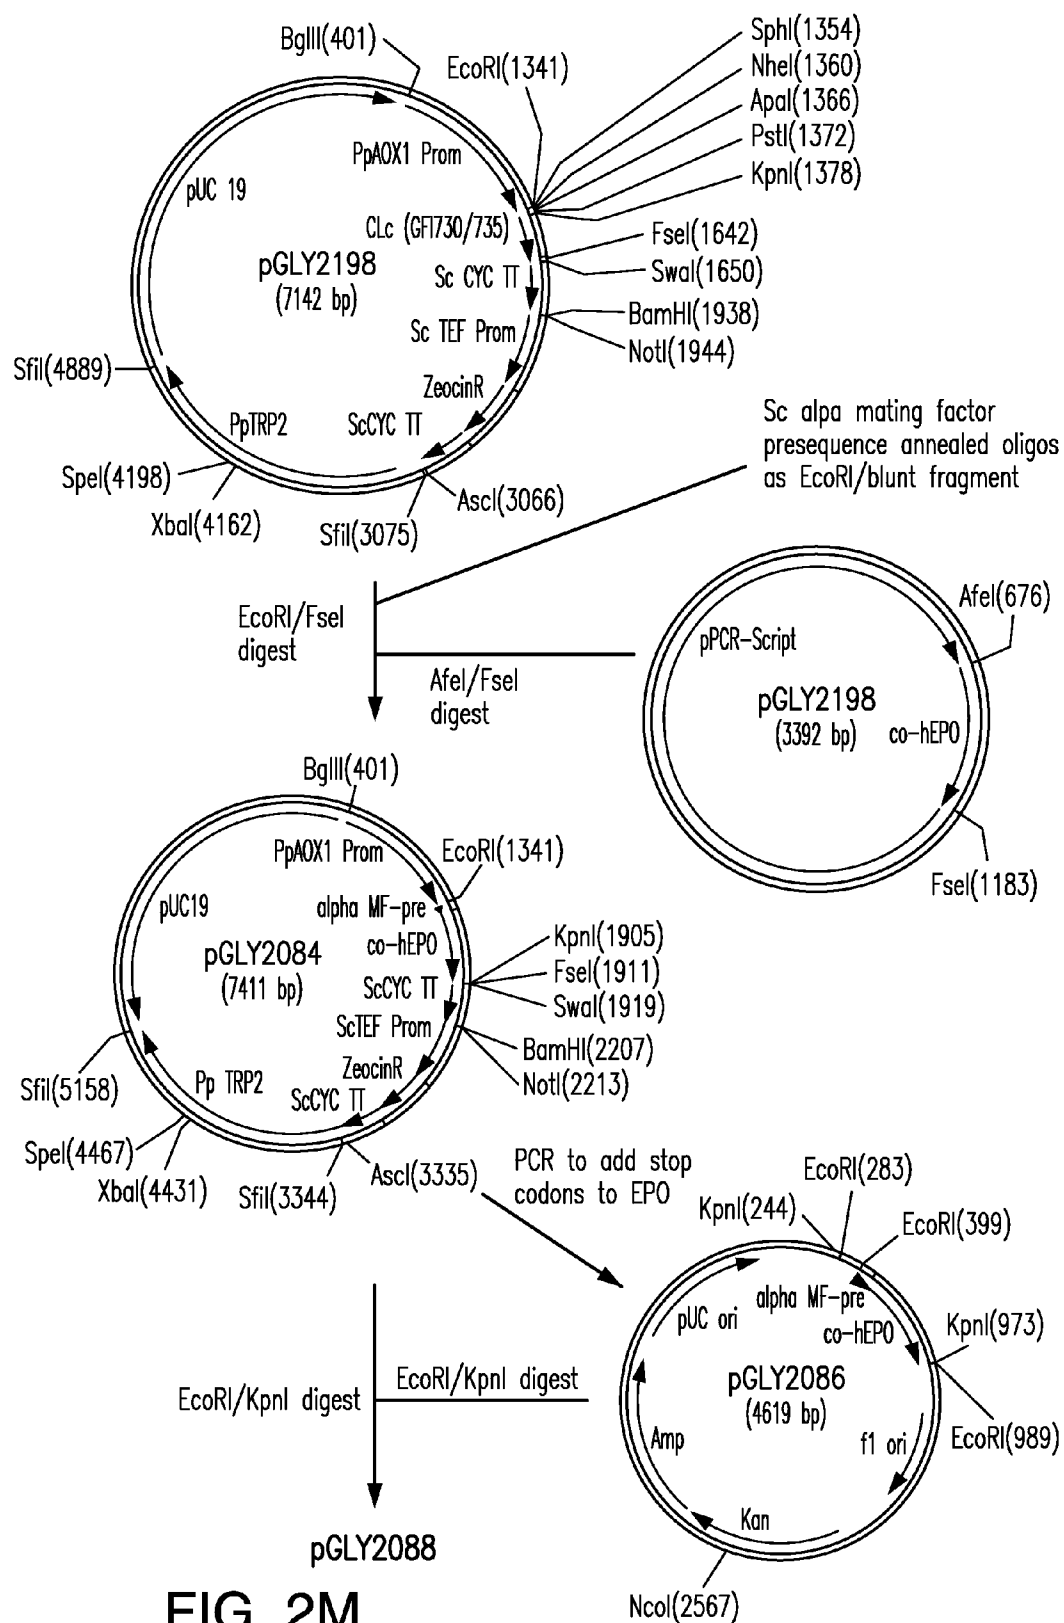 BglII(401)
EcoRI(1341)
SphI(1354)
NheI(1360)
ApaI(1366)
PstI(1372)
KpnI(1378)
PpAOX1 Prom
pUC 19
CLc (GFI730/735)
pGLY2198
(7142 bp)
Sc CYC TT
FseI(1642)
SwaI(1650)
BamHI(1938)
NotI(1944)
Sc TEF Prom
ZeocinR
ScCYC TT
PpTRP2
SfiI(4889)
SpeI(4198)
XbaI(4162)
SfiI(3075)
AscI(3066)
Sc alpa mating factor
presequence annealed oligos
as EcoRI/blunt fragment
EcoRI/FseI
digest
AfeI/FseI
digest
AfeI(676)
pPCR-Script
pGLY2198
(3392 bp)
co-hEPO
FseI(1183)
BglII(401)
PpAOX1 Prom
EcoRI(1341)
pUC19
alpha MF-pre
co-hEPO
pGLY2084
(7411 bp)
ScCYC TT
KpnI(1905)
FseI(1911)
SwaI(1919)
ScTEF Prom
BamHI(2207)
NotI(2213)
ZeocinR
ScCYC TT
Pp TRP2
SfiI(5158)
SpeI(4467)
XbaI(4431)
SfiI(3344)
AscI(3335)
PCR to add stop
codons to EPO
KpnI(244)
EcoRI(283)
EcoRI(399)
pUC ori
alpha MF-pre
co-hEPO
KpnI(973)
pGLY2086
(4619 bp)
EcoRI(989)
Amp
f1 ori
Kan
NcoI(2567)
EcoRI/KpnI digest
EcoRI/KpnI digest
pGLY2088
FIG. 2M